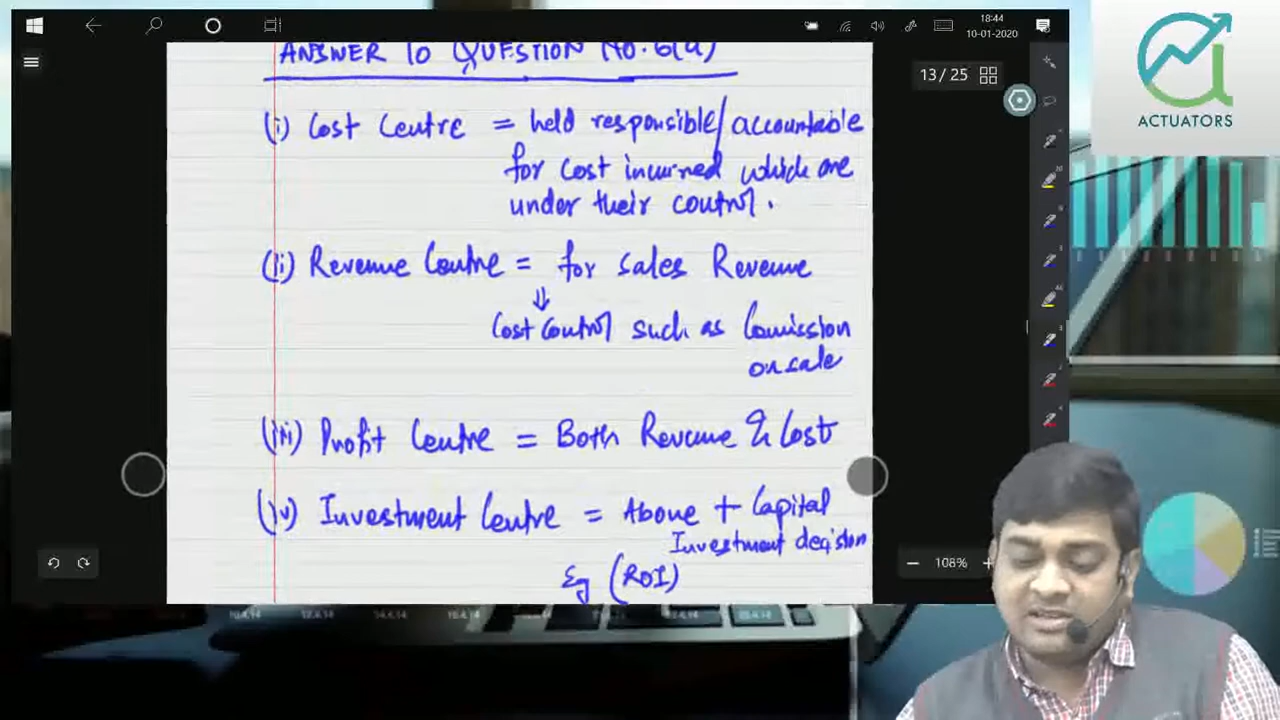 18:44
10-01-2020
ANSWER TO QUESTION NO. 6(a)
13 / 25
ACTUATORS
(i) Cost Centre = held responsible/accountable
for cost incurred which are
under their control.
(ii) Revenue Centre = for sales Revenue
⇓
Cost Control such as Comission
on sale
(iii) Profit Centre = Both Revenue & Cost
(iv) Investment Centre = Above + Capital
Investment decision
Eg (ROI)
108%